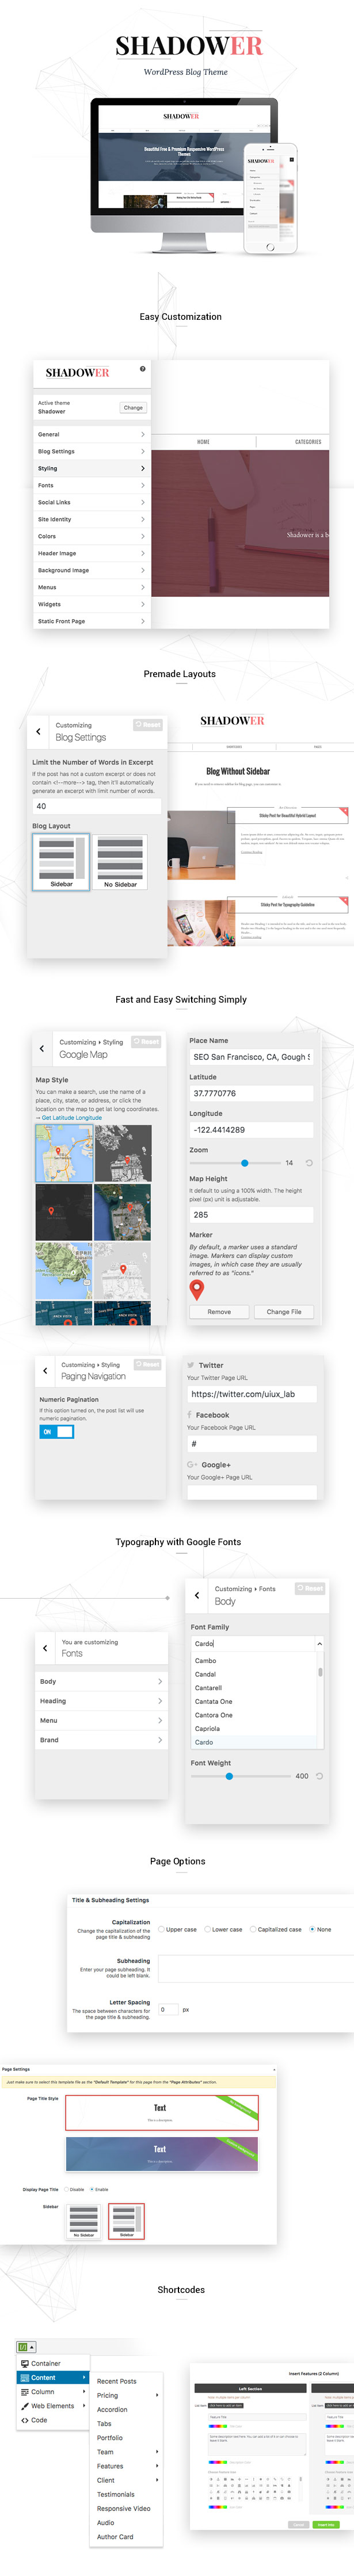 SHADOWER
WordPress Blog Theme
SHADOWER
Beautiful Free & Premium Responsive WordPress
Themes
SHADOWER
Easy Customization
SHADOWER
Active theme
Shadower
Change
General
Blog Settings
Styling
Fonts
Social Links
Site Identity
Colors
Header Image
Background Image
Menus
Widgets
Static Front Page
HOME
CATEGORIES
Shadower is a b
Premade Layouts
Customizing
Blog Settings
Reset
Limit the Number of Words in Excerpt
If the post has not a custom excerpt or does not
contain <!--more--> tag, then it'll automatically
generate an excerpt with limit number of words.
40
Blog Layout
Sidebar
No Sidebar
SHADOWER
Blog Without Sidebar
Sticky Post for Beautiful Hybrid Layout
Sticky Post for Typography Guideline
Fast and Easy Switching Simply
Customizing ▸ Styling
Google Map
Reset
Map Style
You can make a search, use the name of a
place, city, state, or address, or click the
location on the map to get lat long coordinates.
→ Get Latitude Longitude
Place Name
SEO San Francisco, CA, Gough S
Latitude
37.7770776
Longitude
-122.4414289
Zoom
14
Map Height
It default to using a 100% width. The height
pixel (px) unit is adjustable.
285
Marker
By default, a marker uses a standard
image. Markers can display custom
images, in which case they are usually
referred to as "icons."
Remove
Change File
Customizing ▸ Styling
Paging Navigation
Reset
Numeric Pagination
If this option turned on, the post list will use
numeric pagination.
ON
Twitter
Your Twitter Page URL
https://twitter.com/uiux_lab
Facebook
Your Facebook Page URL
#
Google+
Your Google+ Page URL
Typography with Google Fonts
You are customizing
Fonts
Body
Heading
Menu
Brand
Customizing ▸ Fonts
Body
Reset
Font Family
Cardo
Cambo
Candal
Cantarell
Cantata One
Cantora One
Capriola
Cardo
Font Weight
400
Page Options
Title & Subheading Settings
Capitalization
Change the capitalization of the
page title & subheading
Upper case
Lower case
Capitalized case
None
Subheading
Enter your page subheading. It
could be left blank.
Letter Spacing
The space between characters for
the page title & subheading.
0
px
Page Settings
Just make sure to select this template file as the "Default Template" for this page from the "Page Attributes" section.
Page Title Style
Text
This is a description.
Text
This is a description.
Display Page Title
Disable
Enable
Sidebar
No Sidebar
Sidebar
Shortcodes
Container
Content
Column
Web Elements
Code
Recent Posts
Pricing
Accordion
Tabs
Portfolio
Team
Features
Client
Testimonials
Responsive Video
Audio
Author Card
Insert Features (2 Column)
Left Section
Feature Title
Cancel
Insert Now